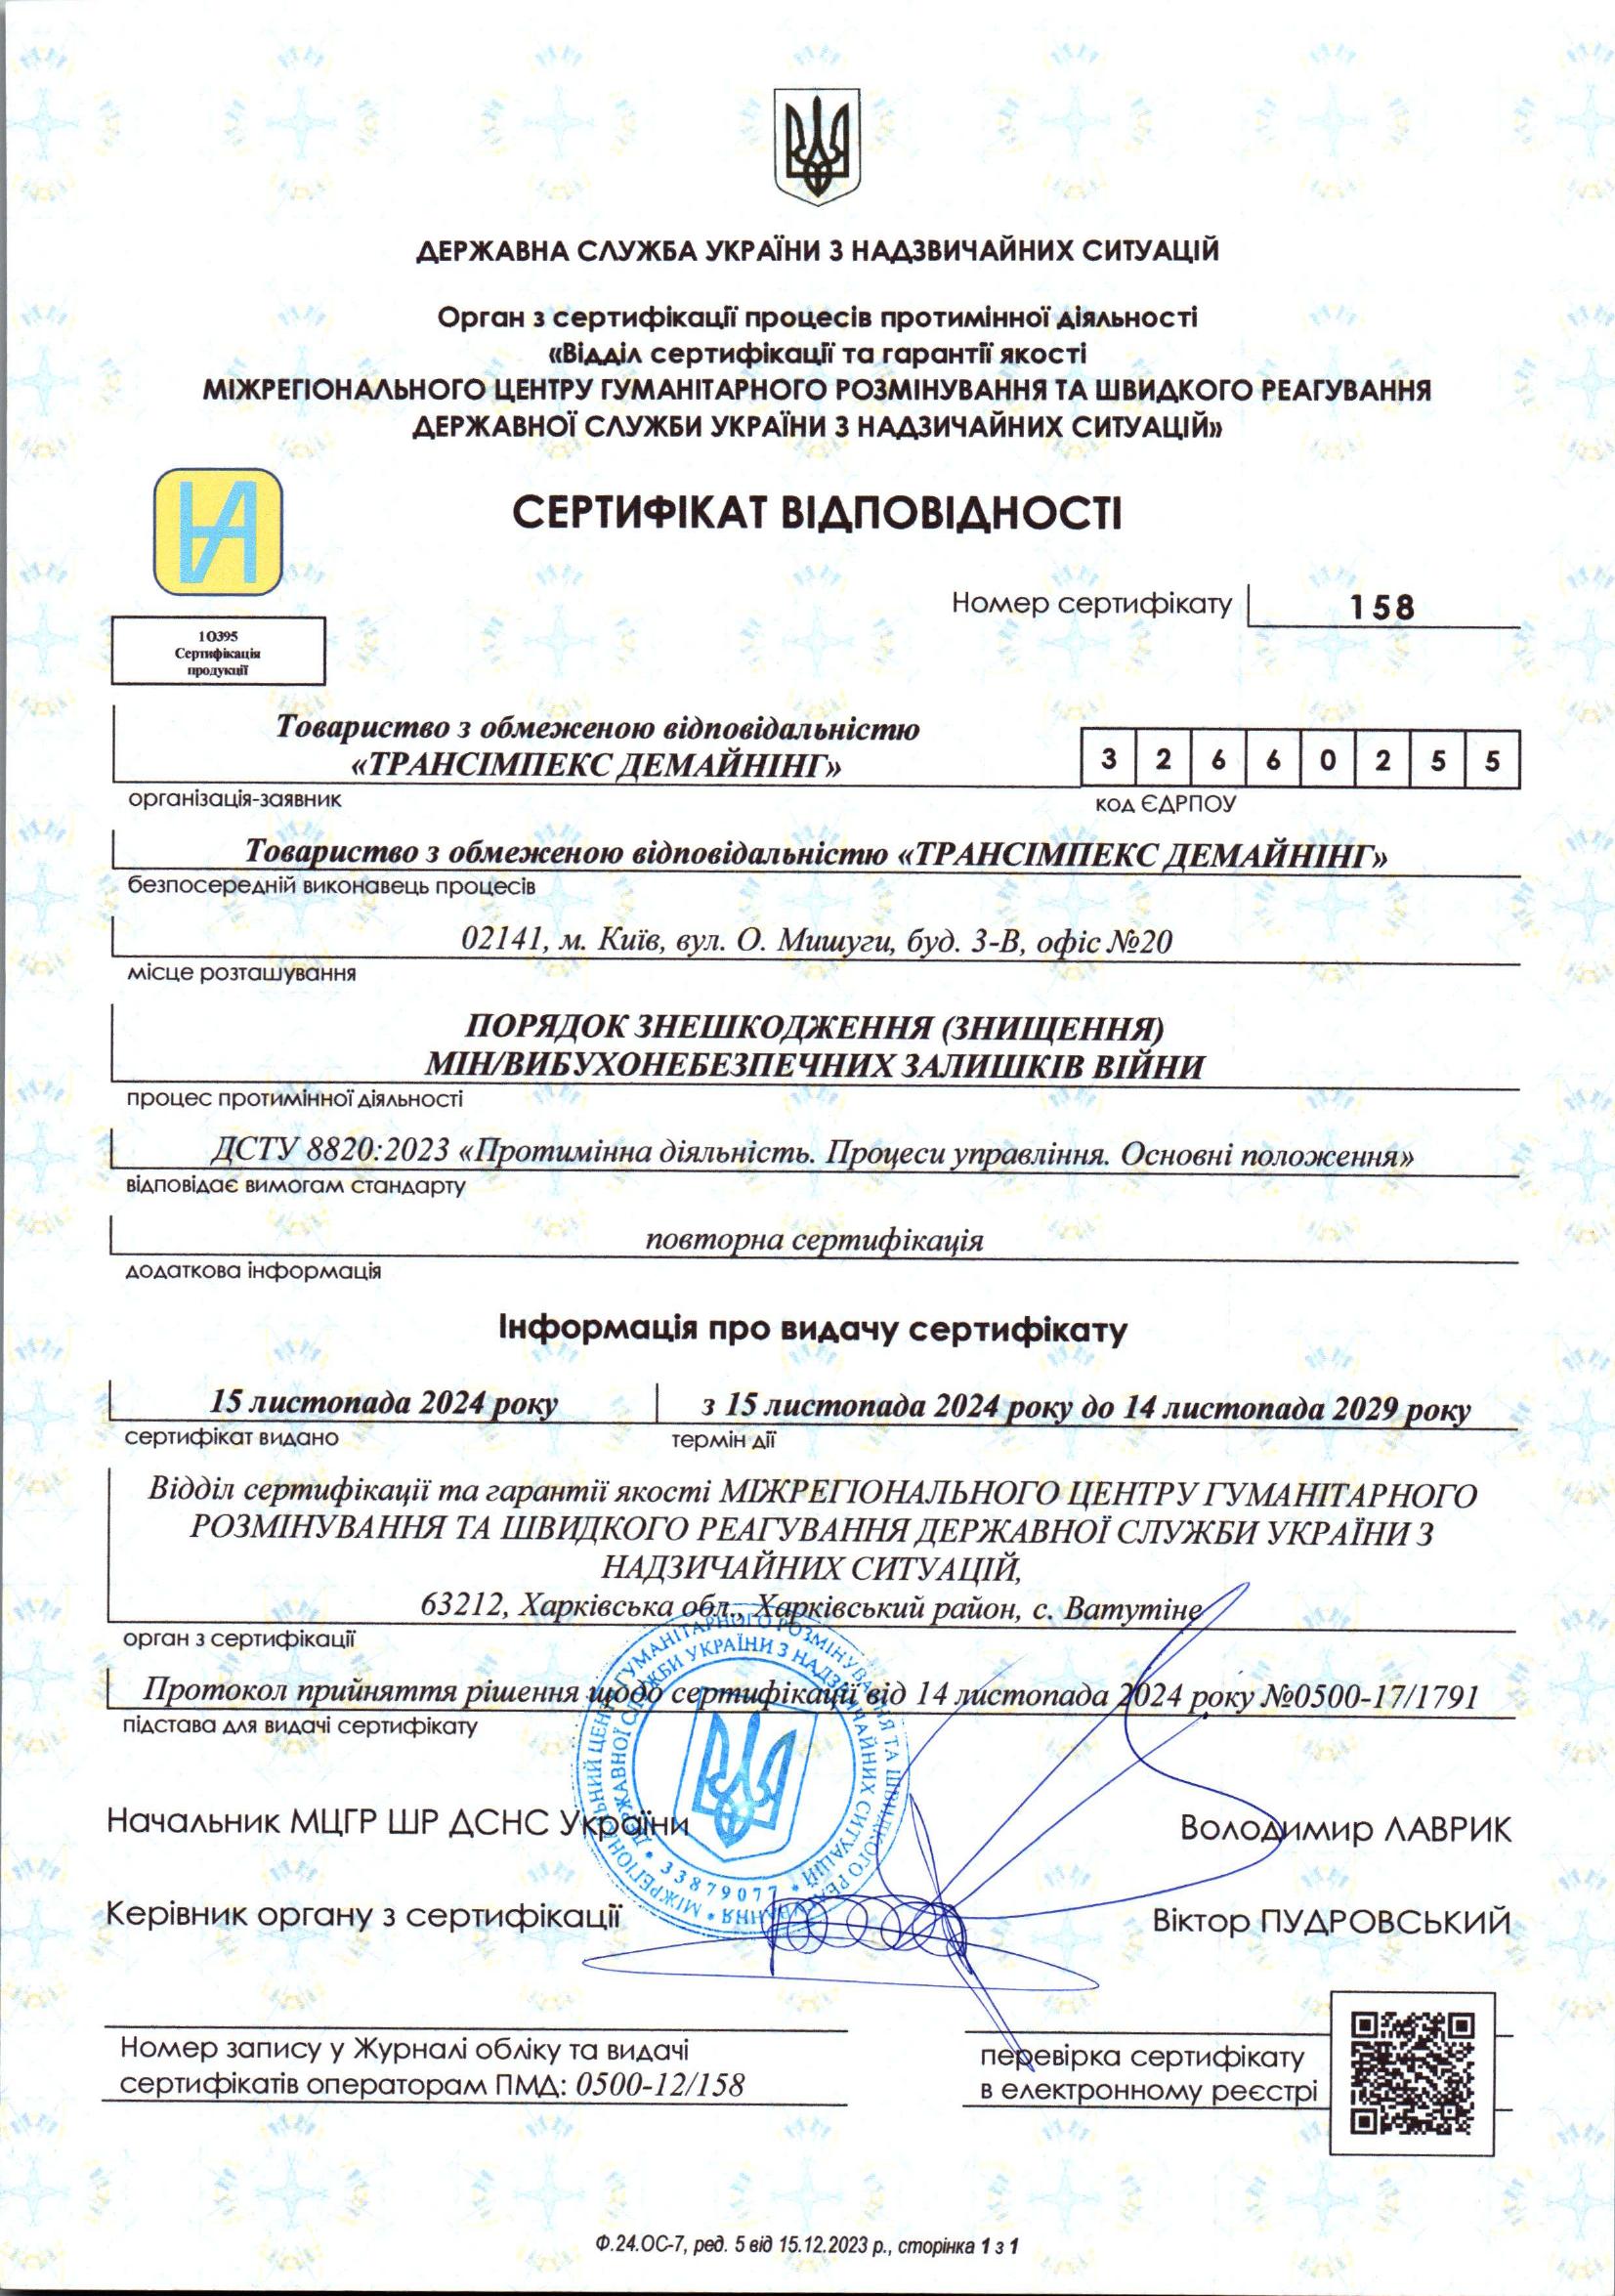 ДЕРЖАВНА СЛУЖБА УКРАЇНИ З НАДЗВИЧАЙНИХ СИТУАЦІЙ
Орган з сертифікації процесів протимінної діяльності
«Відділ сертифікації та гарантії якості
МІЖРЕГІОНАЛЬНОГО ЦЕНТРУ ГУМАНІТАРНОГО РОЗМІНУВАННЯ ТА ШВИДКОГО РЕАГУВАННЯ
ДЕРЖАВНОЇ СЛУЖБИ УКРАЇНИ З НАДЗИЧАЙНИХ СИТУАЦІЙ»
СЕРТИФІКАТ ВІДПОВІДНОСТІ
Номер сертифікату 158
1О395
Сертифікація
продукції
Товариство з обмеженою відповідальністю
«ТРАНСІМПЕКС ДЕМАЙНІНГ»
3 2 6 6 0 2 5 5
організація-заявник
код ЄДРПОУ
Товариство з обмеженою відповідальністю «ТРАНСІМПЕКС ДЕМАЙНІНГ»
безпосередній виконавець процесів
02141, м. Київ, вул. О. Мишуги, буд. 3-В, офіс №20
місце розташування
ПОРЯДОК ЗНЕШКОДЖЕННЯ (ЗНИЩЕННЯ)
МІН/ВИБУХОНЕБЕЗПЕЧНИХ ЗАЛИШКІВ ВІЙНИ
процес протимінної діяльності
ДСТУ 8820:2023 «Протимінна діяльність. Процеси управління. Основні положення»
відповідає вимогам стандарту
повторна сертифікація
додаткова інформація
Інформація про видачу сертифікату
15 листопада 2024 року
з 15 листопада 2024 року до 14 листопада 2029 року
сертифікат видано
термін дії
Відділ сертифікації та гарантії якості МІЖРЕГІОНАЛЬНОГО ЦЕНТРУ ГУМАНІТАРНОГО
РОЗМІНУВАННЯ ТА ШВИДКОГО РЕАГУВАННЯ ДЕРЖАВНОЇ СЛУЖБИ УКРАЇНИ З
НАДЗИЧАЙНИХ СИТУАЦІЙ,
63212, Харківська обл., Харківський район, с. Ватутіне
орган з сертифікації
Протокол прийняття рішення щодо сертифікації від 14 листопада 2024 року №0500-17/1791
підстава для видачі сертифікату
МІЖРЕГІОНАЛЬНИЙ ЦЕНТР ГУМАНІТАРНОГО РОЗМІНУВАННЯ ТА ШВИДКОГО РЕАГУВАННЯ
ДЕРЖАВНОЇ СЛУЖБИ УКРАЇНИ З НАДЗВИЧАЙНИХ СИТУАЦІЙ
33879077
Начальник МЦГР ШР ДСНС України
Володимир ЛАВРИК
Керівник органу з сертифікації
Віктор ПУДРОВСЬКИЙ
Номер запису у Журналі обліку та видачі
сертифікатів операторам ПМД: 0500-12/158
перевірка сертифікату
в електронному реєстрі
Ф.24.ОС-7, ред. 5 від 15.12.2023 р., сторінка 1 з 1